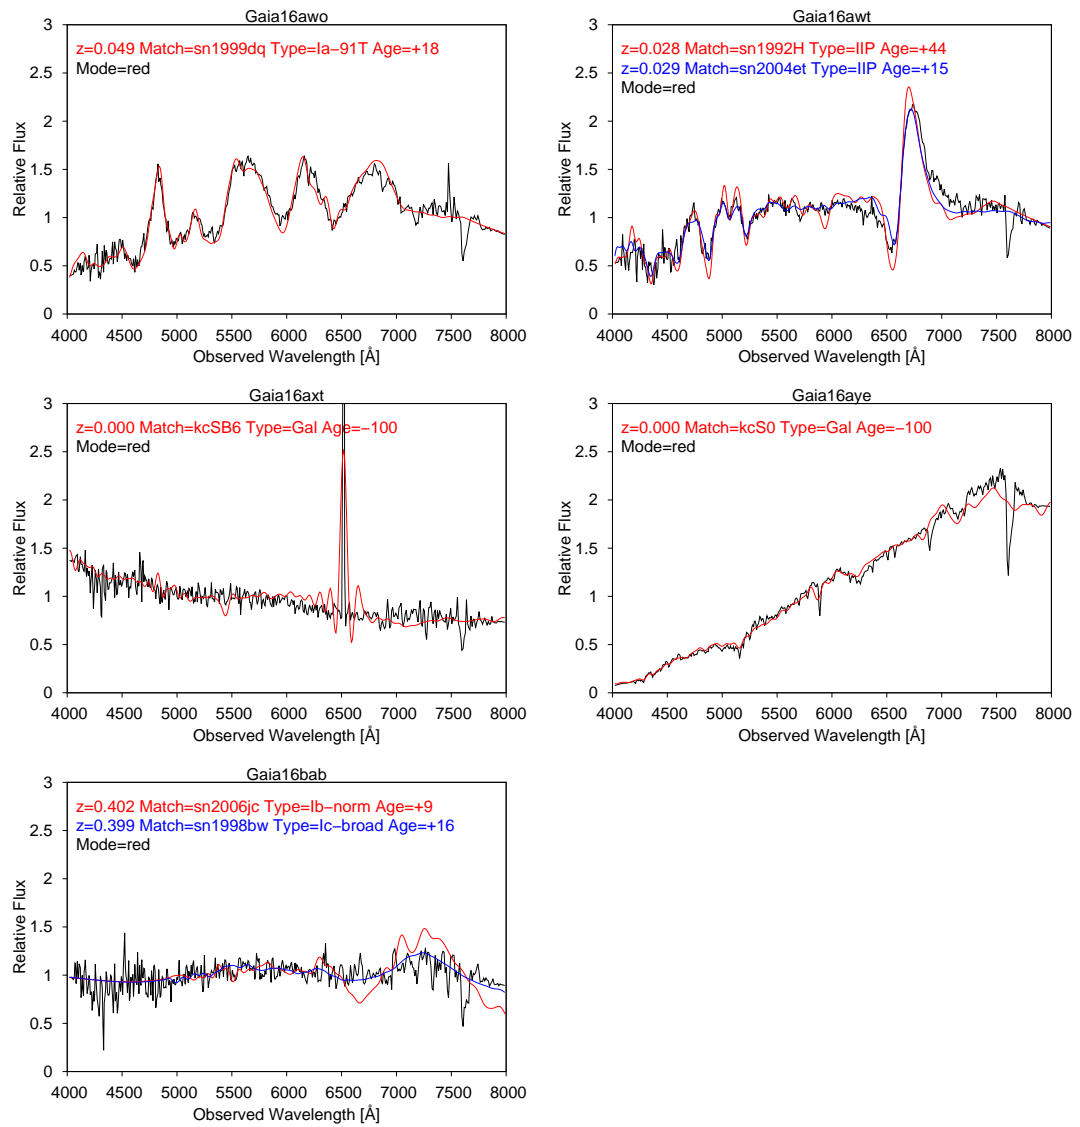 Gaia16awo
z=0.049 Match=sn1999dq Type=Ia−91T Age=+18
Mode=red
Relative Flux
3
2.5
2
1.5
1
0.5
0
4000 4500 5000 5500 6000 6500 7000 7500 8000
Observed Wavelength [Å]
Gaia16awt
z=0.028 Match=sn1992H Type=IIP Age=+44
z=0.029 Match=sn2004et Type=IIP Age=+15
Mode=red
Relative Flux
3
2.5
2
1.5
1
0.5
0
4000 4500 5000 5500 6000 6500 7000 7500 8000
Observed Wavelength [Å]
Gaia16axt
z=0.000 Match=kcSB6 Type=Gal Age=−100
Mode=red
Relative Flux
3
2.5
2
1.5
1
0.5
0
4000 4500 5000 5500 6000 6500 7000 7500 8000
Observed Wavelength [Å]
Gaia16aye
z=0.000 Match=kcS0 Type=Gal Age=−100
Mode=red
Relative Flux
3
2.5
2
1.5
1
0.5
0
4000 4500 5000 5500 6000 6500 7000 7500 8000
Observed Wavelength [Å]
Gaia16bab
z=0.402 Match=sn2006jc Type=Ib−norm Age=+9
z=0.399 Match=sn1998bw Type=Ic−broad Age=+16
Mode=red
Relative Flux
3
2.5
2
1.5
1
0.5
0
4000 4500 5000 5500 6000 6500 7000 7500 8000
Observed Wavelength [Å]